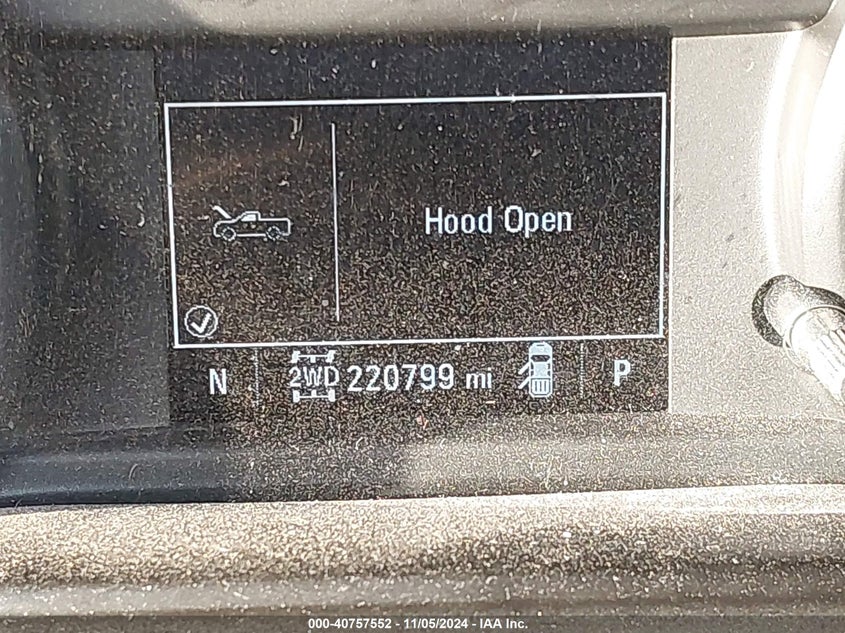 Hood Open
N 2WD 220799 mi P
000-40757552 - 11/05/2024 - IAA Inc.